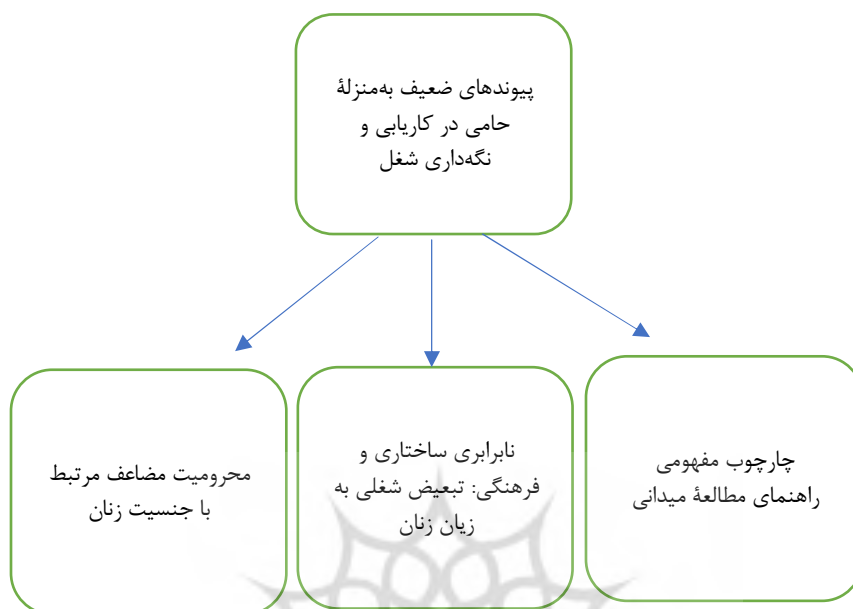 پیوندهای ضعیف به‌منزلهٔ
حامی در کاریابی و
نگه‌داری شغل
چارچوب مفهومی
راهنمای مطالعهٔ میدانی
نابرابری ساختاری و
فرهنگی: تبعیض شغلی به
زیان زنان
محرومیت مضاعف مرتبط
با جنسیت زنان